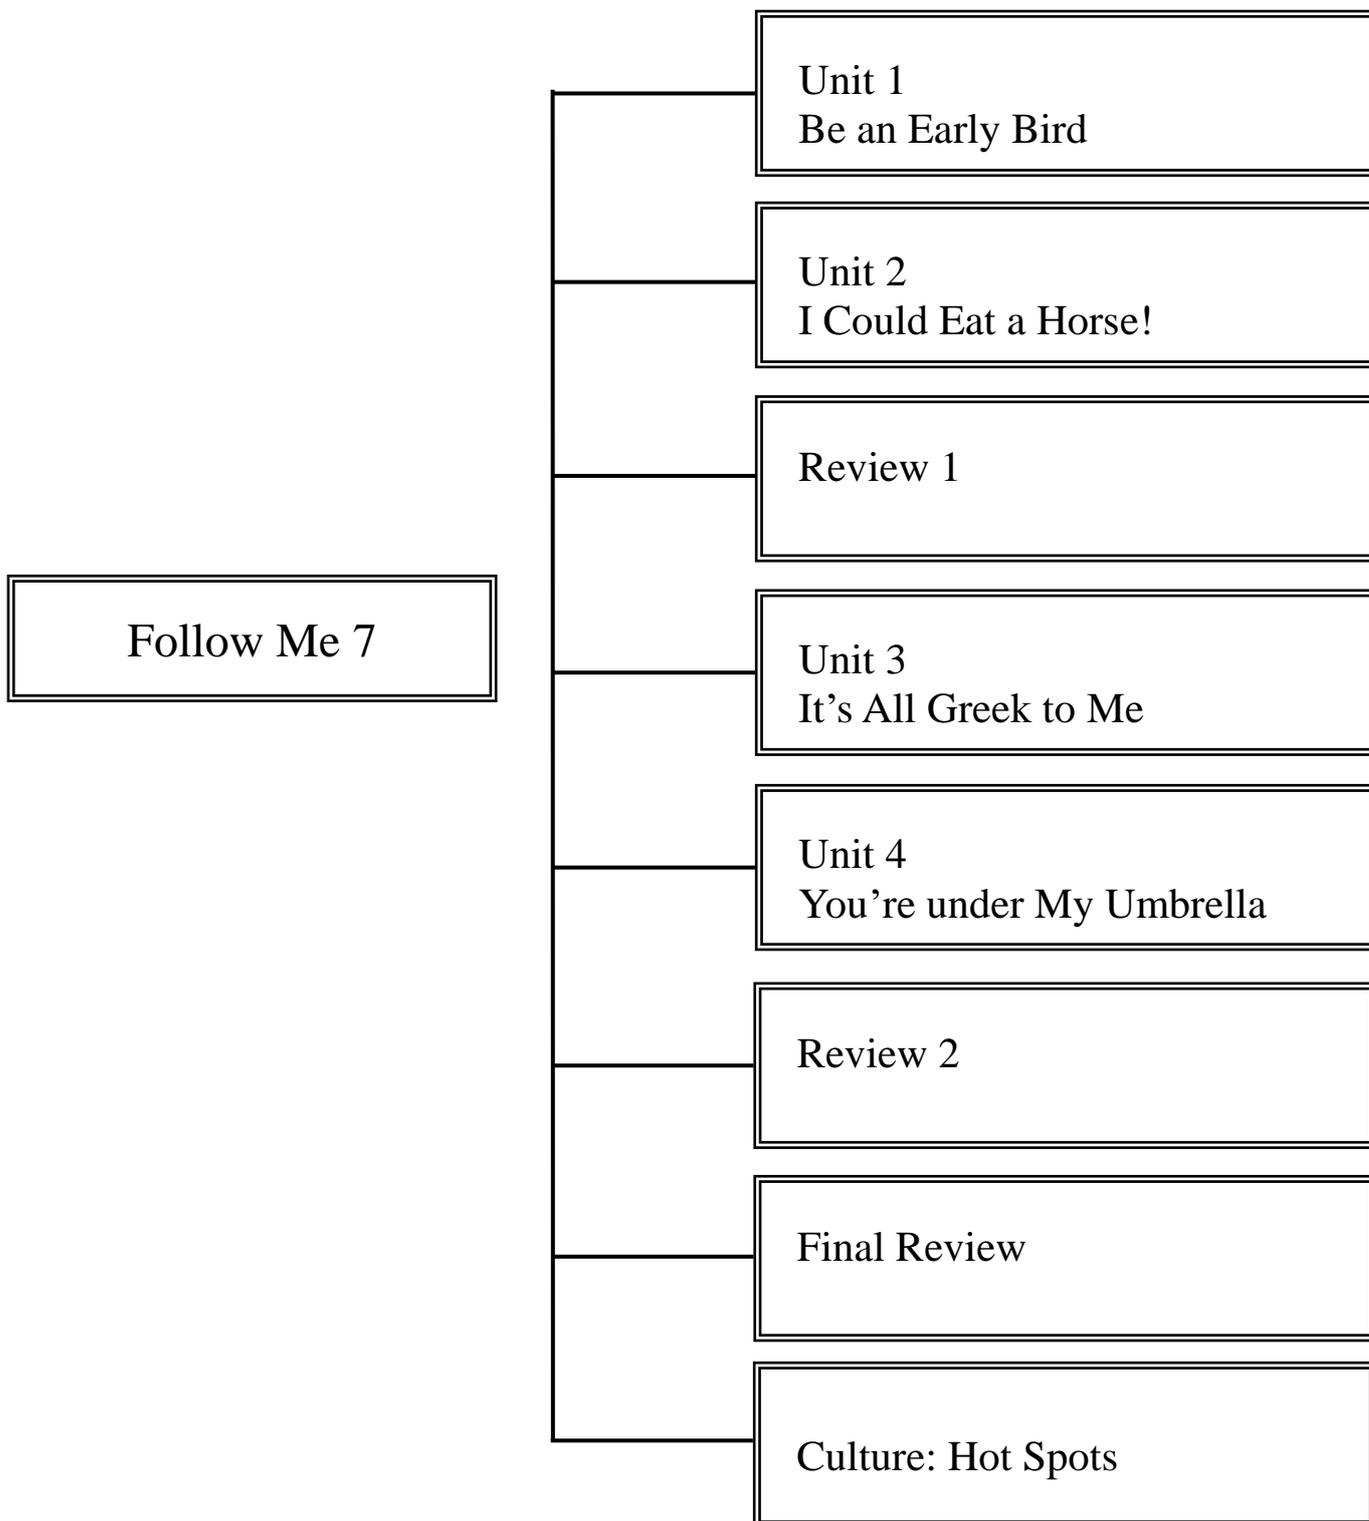 Follow Me 7
Unit 1
Be an Early Bird
Unit 2
I Could Eat a Horse!
Review 1
Unit 3
It’s All Greek to Me
Unit 4
You’re under My Umbrella
Review 2
Final Review
Culture: Hot Spots